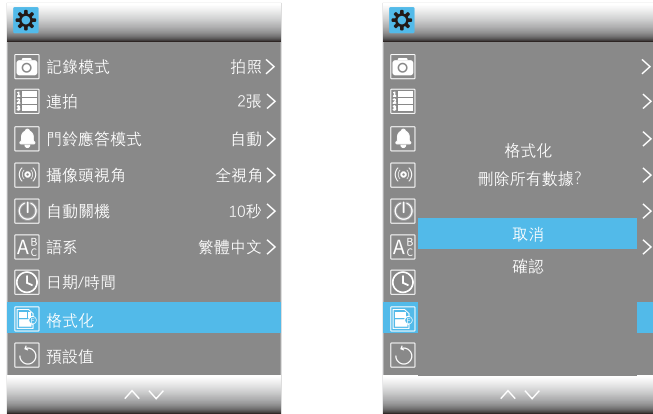 記錄模式 拍照
連拍 2張
門鈴應答模式 自動
攝像頭視角 全視角
自動關機 10秒
語系 繁體中文
日期/時間
格式化
預設值
格式化
刪除所有數據?
取消
確認